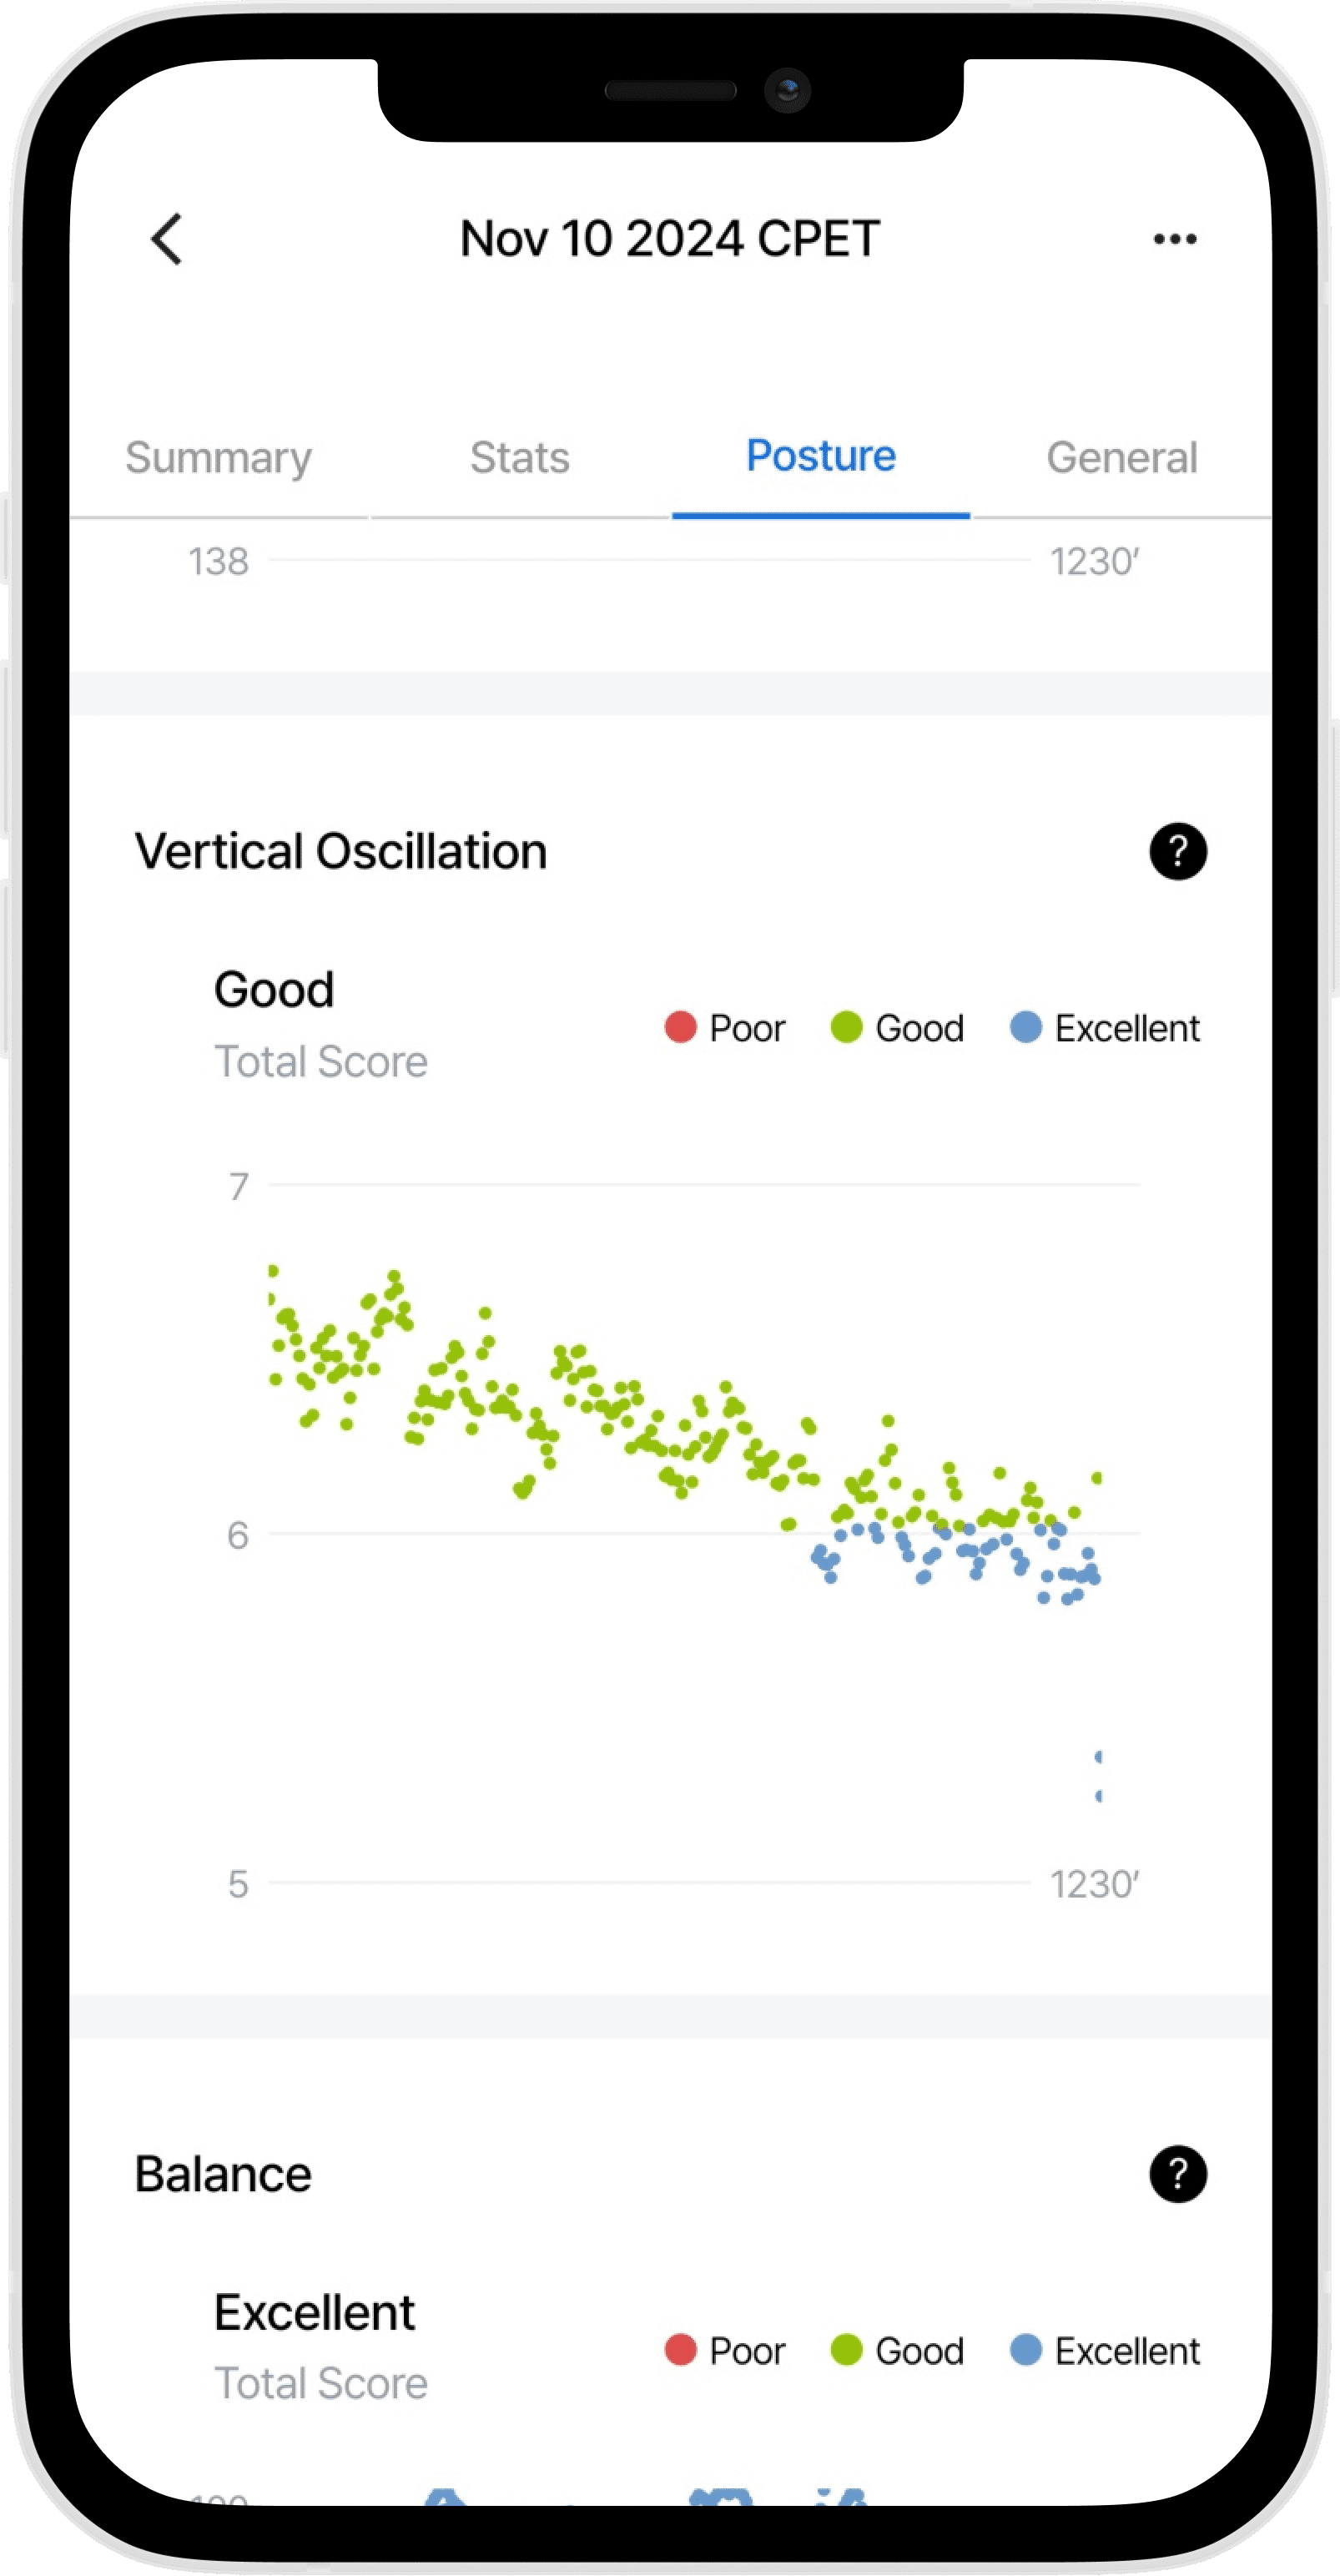 Nov 10 2024 CPET
Summary Stats Posture General
138 1230′
Vertical Oscillation ?
Good
Total Score
Poor Good Excellent
7
6
5 1230′
Balance ?
Excellent
Total Score
Poor Good Excellent